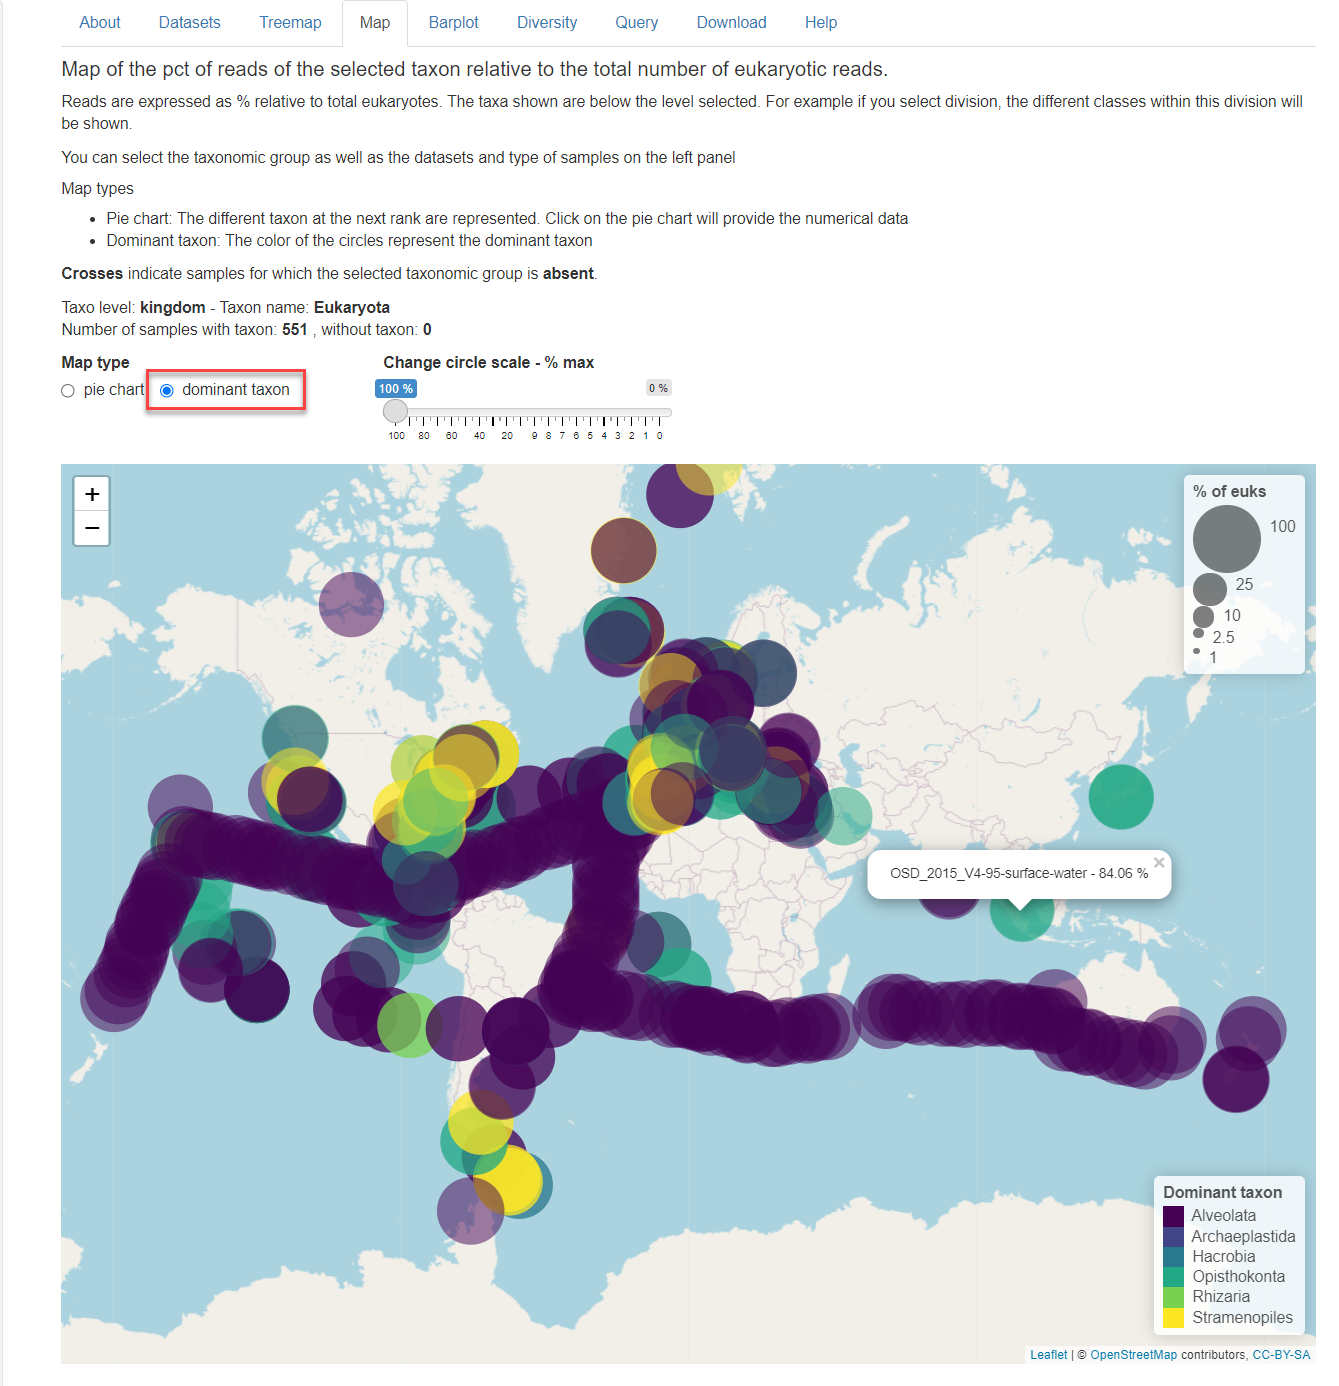 About Datasets Treemap Map Barplot Diversity Query Download Help
Map of the pct of reads of the selected taxon relative to the total number of eukaryotic reads.
Reads are expressed as % relative to total eukaryotes. The taxa shown are below the level selected. For example if you select division, the different classes within this division will
be shown.
You can select the taxonomic group as well as the datasets and type of samples on the left panel
Map types
• Pie chart: The different taxon at the next rank are represented. Click on the pie chart will provide the numerical data
• Dominant taxon: The color of the circles represent the dominant taxon
Crosses indicate samples for which the selected taxonomic group is absent.
Taxo level: kingdom - Taxon name: Eukaryota
Number of samples with taxon: 551 , without taxon: 0
Map type
pie chart dominant taxon
Change circle scale - % max
100 % 0 %
100 80 60 40 20 9 8 7 6 5 4 3 2 1 0
+
−
% of euks
100
25
10
2.5
1
OSD_2015_V4-95-surface-water - 84.06 % ×
Dominant taxon
Alveolata
Archaeplastida
Hacrobia
Opisthokonta
Rhizaria
Stramenopiles
Leaflet | © OpenStreetMap contributors, CC-BY-SA